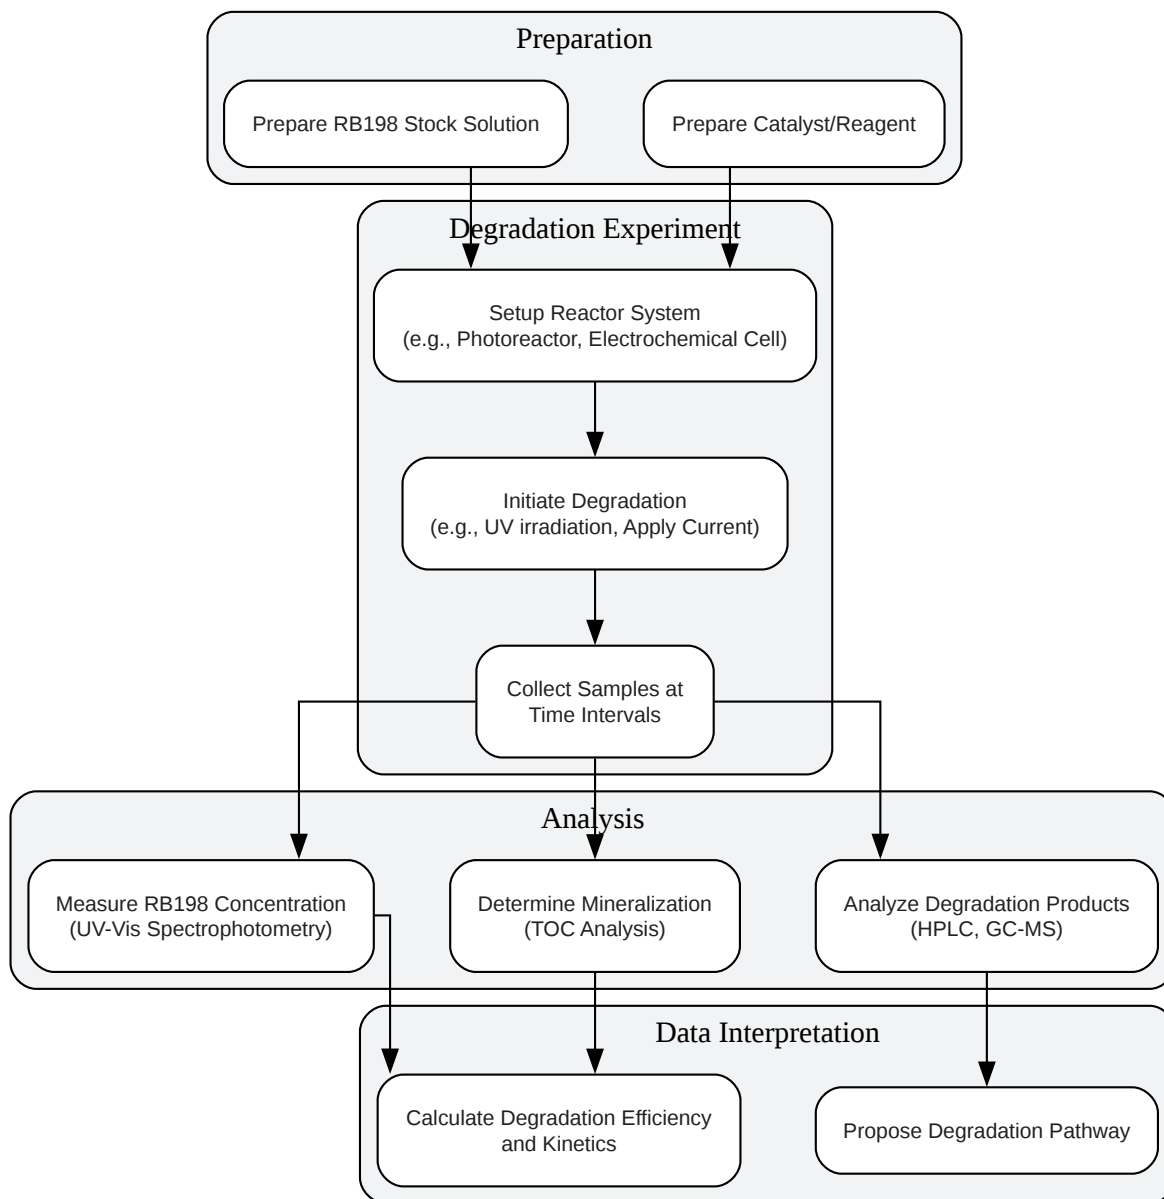 Preparation
Prepare RB198 Stock Solution
Prepare Catalyst/Reagent
Degradation Experiment
Setup Reactor System
(e.g., Photoreactor, Electrochemical Cell)
Initiate Degradation
(e.g., UV irradiation, Apply Current)
Collect Samples at
Time Intervals
Analysis
Measure RB198 Concentration
(UV-Vis Spectrophotometry)
Determine Mineralization
(TOC Analysis)
Analyze Degradation Products
(HPLC, GC-MS)
Data Interpretation
Calculate Degradation Efficiency
and Kinetics
Propose Degradation Pathway